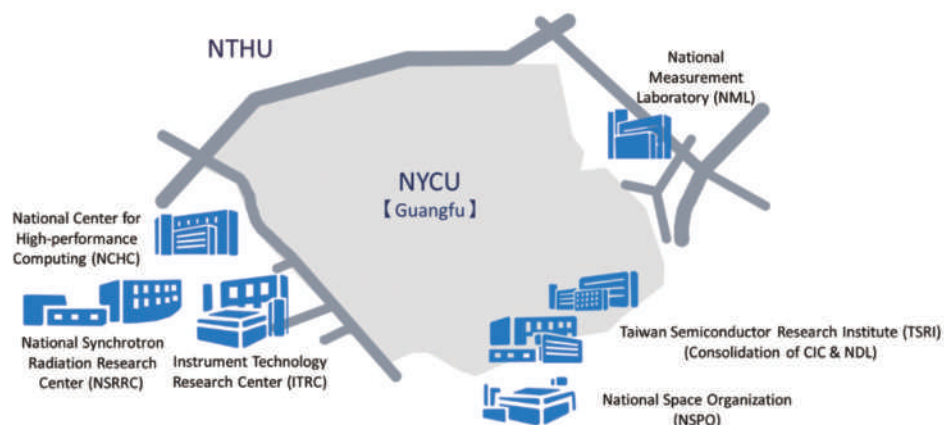 NTHU
National
Measurement
Laboratory (NML)
NYCU
【Guangfu】
National Center for
High-performance
Computing (NCHC)
National Synchrotron
Radiation Research
Center (NSRRC)
Instrument Technology
Research Center (ITRC)
Taiwan Semiconductor Research Institute (TSRI)
(Consolidation of CIC & NDL)
National Space Organization
(NSPO)